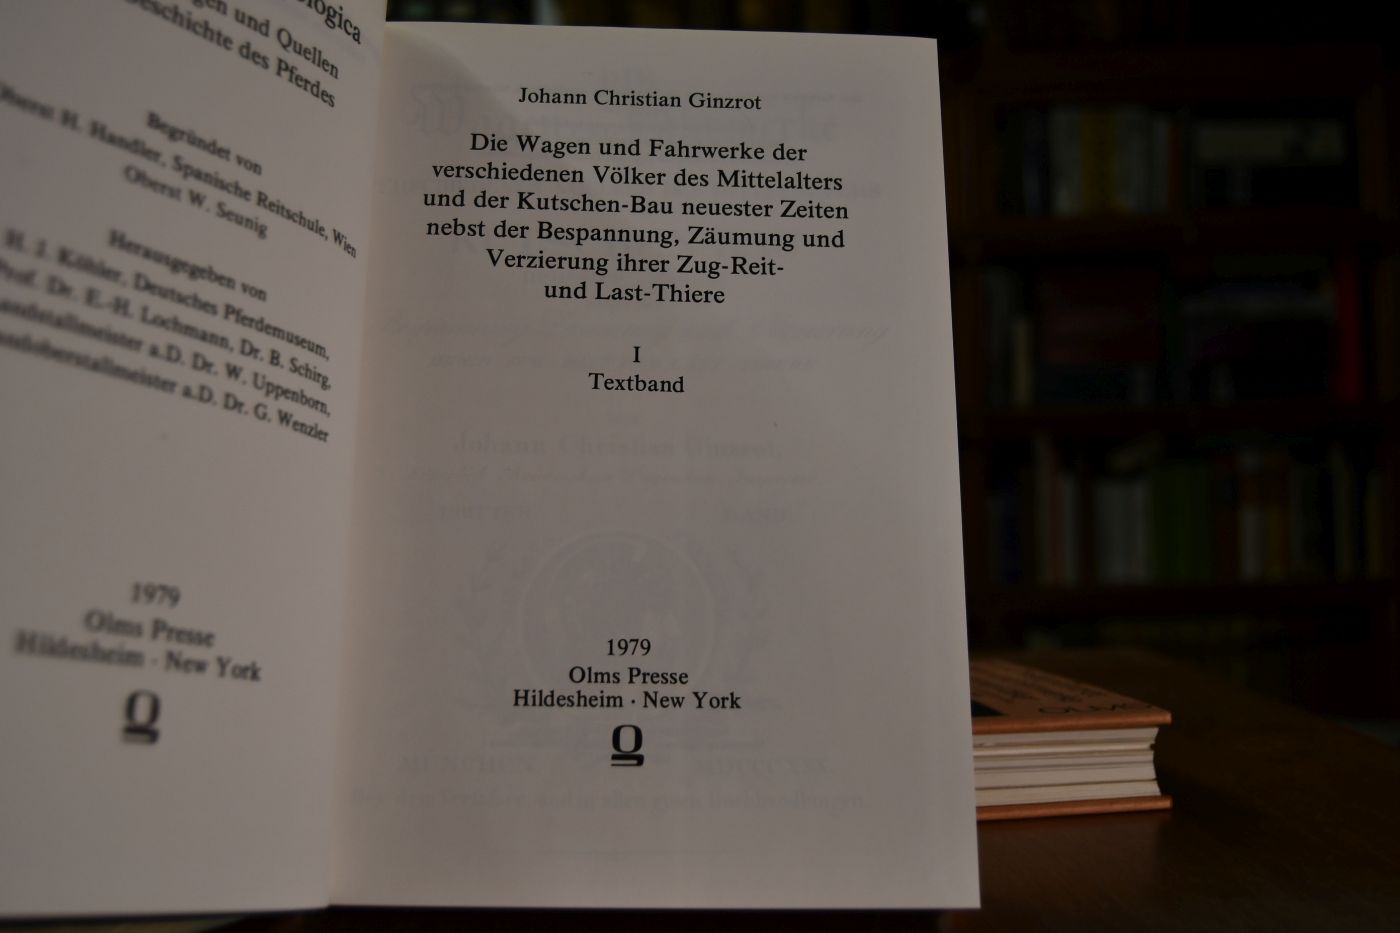 ologica
gen und Quellen
Geschichte des Pferdes
Begründet von
Oberst H. Handler, Spanische Reitschule, Wien
Oberst W. Seunig
Herausgegeben von
H. J. Köhler, Deutsches Pferdemuseum,
Prof. Dr. E.-H. Lochmann, Dr. B. Schirg,
Landstallmeister a.D. Dr. W. Uppenborn,
Landoberstallmeister a.D. Dr. G. Wenzler
1979
Olms Presse
Hildesheim · New York
Johann Christian Ginzrot
Die Wagen und Fahrwerke der
verschiedenen Völker des Mittelalters
und der Kutschen-Bau neuester Zeiten
nebst der Bespannung, Zäumung und
Verzierung ihrer Zug-Reit-
und Last-Thiere
I
Textband
1979
Olms Presse
Hildesheim · New York